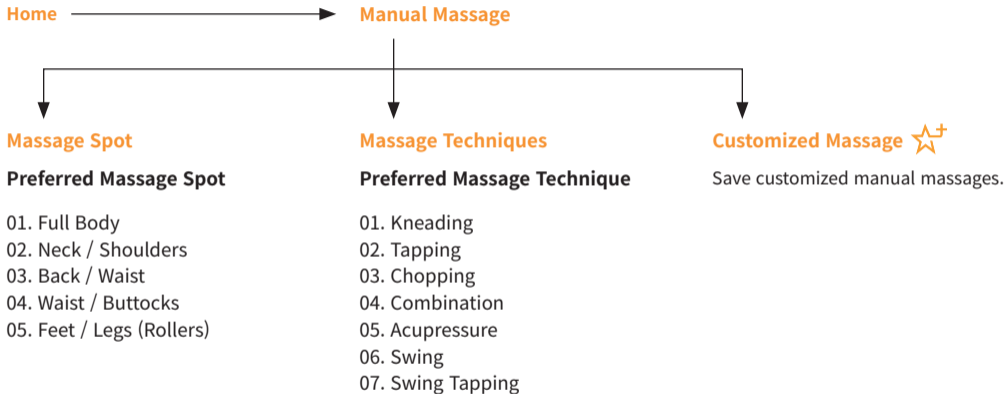 Home
Manual Massage
Massage Spot
Preferred Massage Spot
01. Full Body
02. Neck / Shoulders
03. Back / Waist
04. Waist / Buttocks
05. Feet / Legs (Rollers)
Massage Techniques
Preferred Massage Technique
01. Kneading
02. Tapping
03. Chopping
04. Combination
05. Acupressure
06. Swing
07. Swing Tapping
Customized Massage
Save customized manual massages.